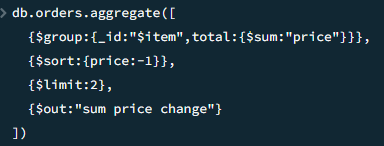 > db.orders.aggregate([
{$group:{_id:"$item",total:{$sum:"price"}}},
{$sort:{price:-1}},
{$limit:2},
{$out:"sum price change"}
])